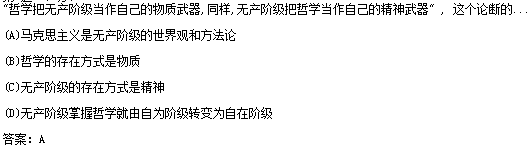 “哲学把无产阶级当作自己的物质武器,同样,无产阶级把哲学当作自己的精神武器”, 这个论断的...
(A)马克思主义是无产阶级的世界观和方法论
(B)哲学的存在方式是物质
(C)无产阶级的存在方式是精神
(D)无产阶级掌握哲学就由自为阶级转变为自在阶级
答案: A